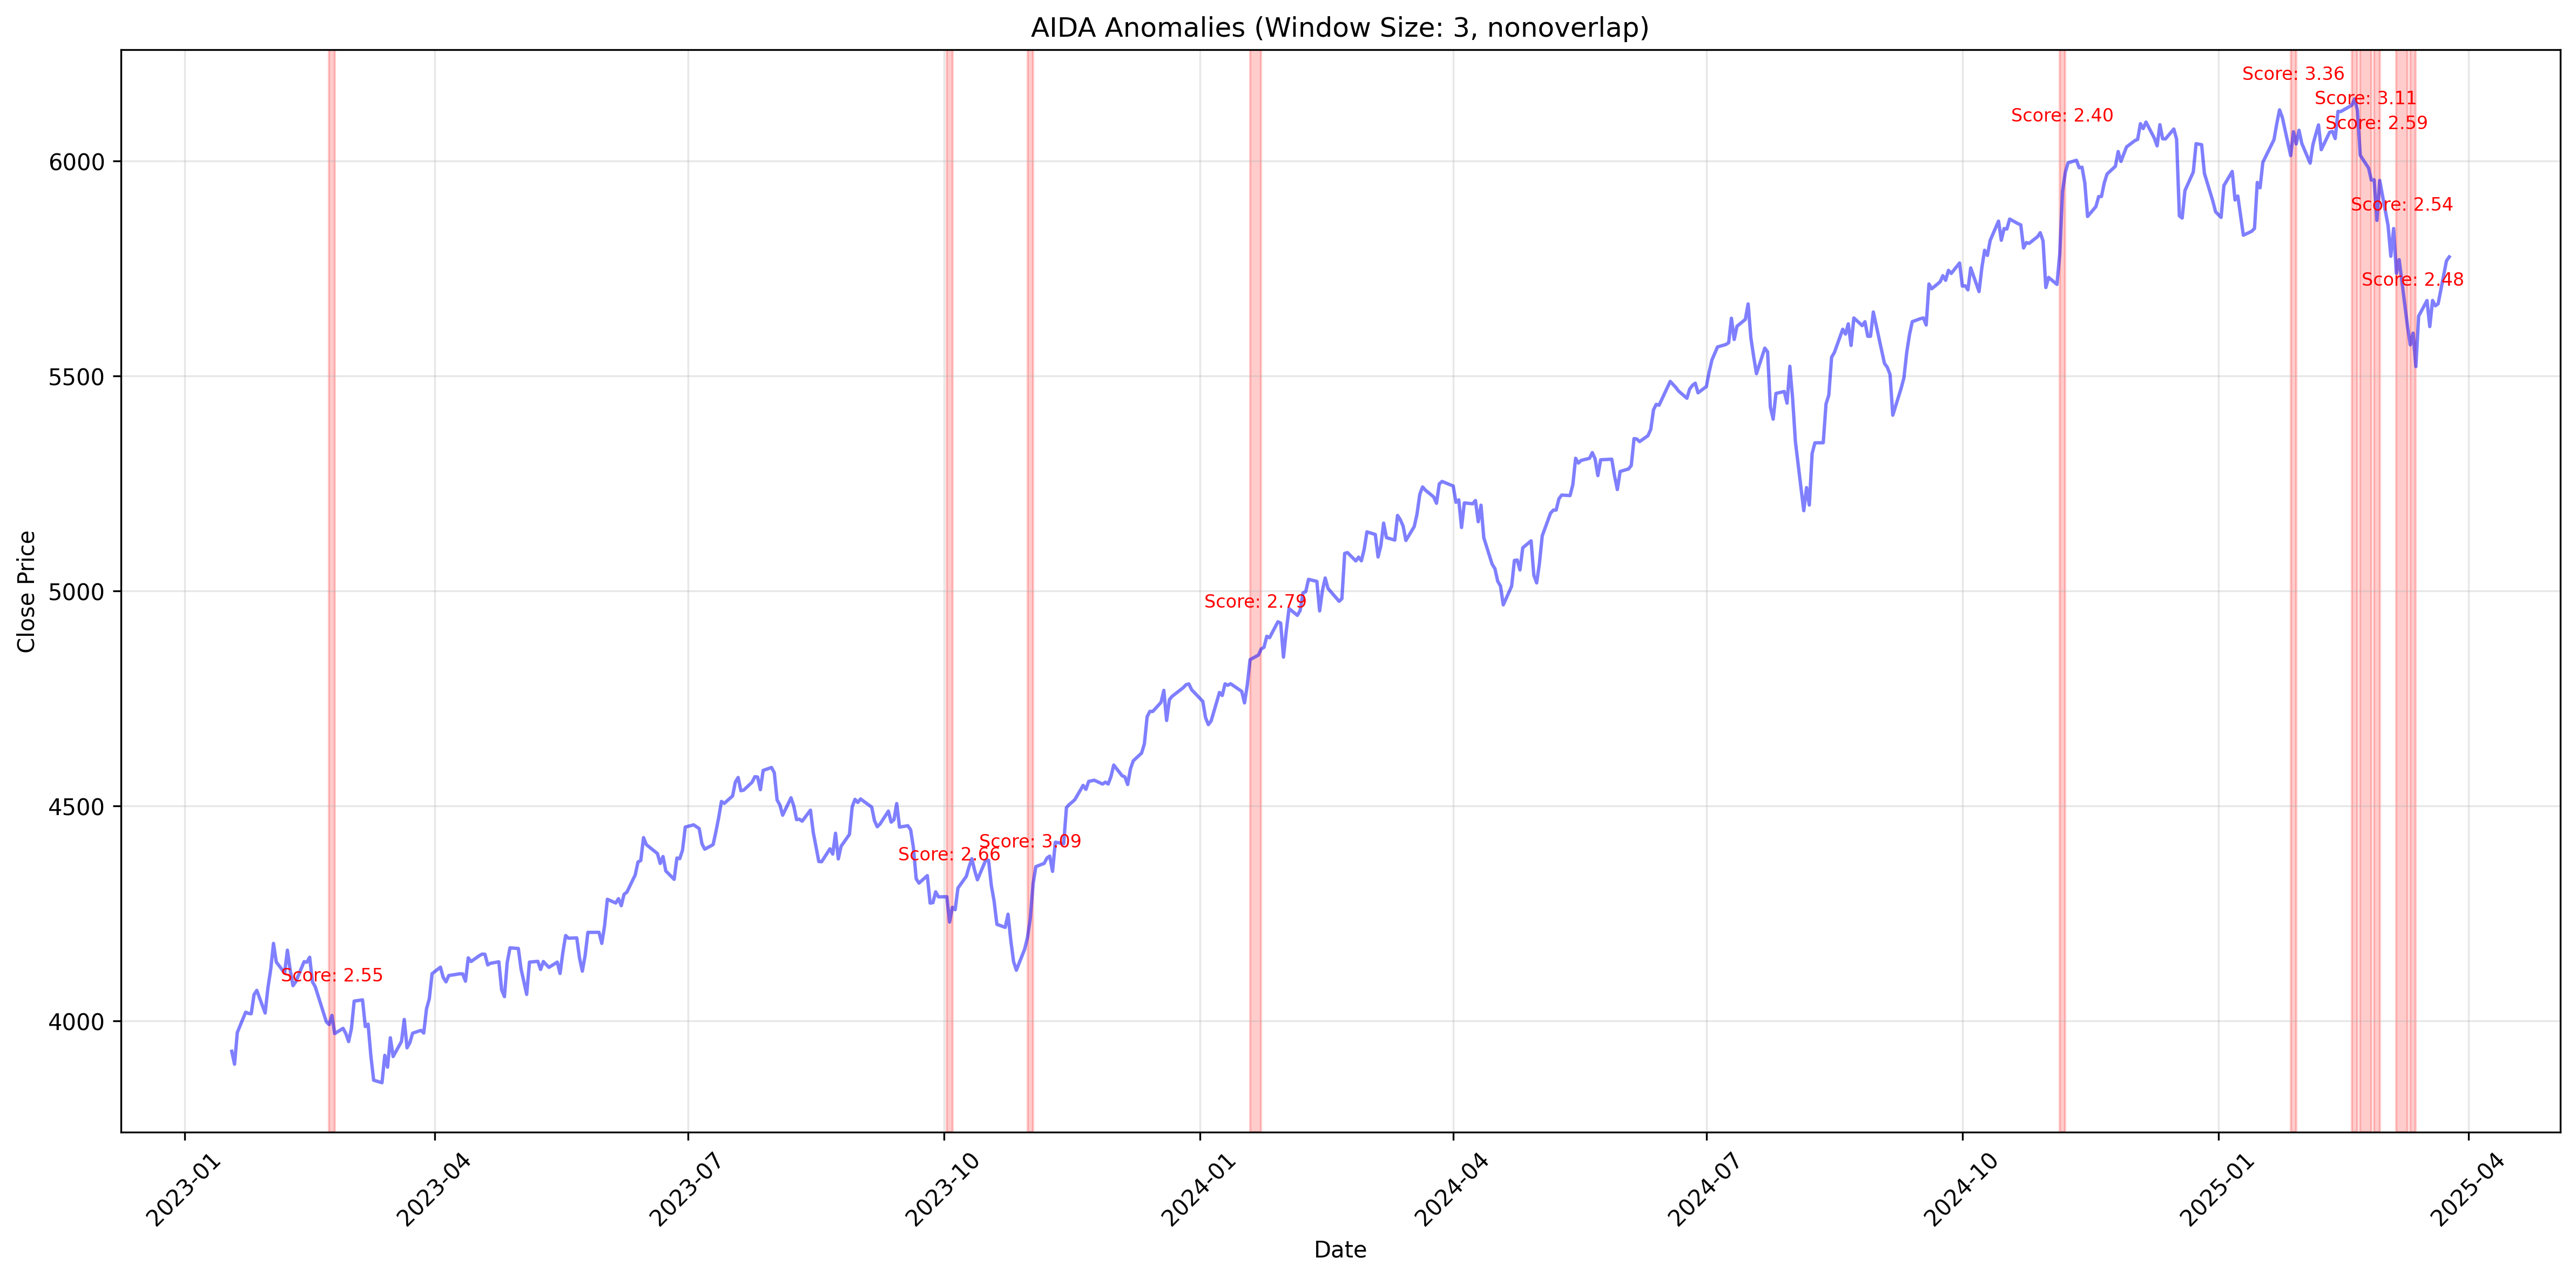 AIDA Anomalies (Window Size: 3, nonoverlap)
Score: 3.36
Score: 3.11
Score: 2.40
Score: 2.59
6000
Score: 2.54
Score: 2.48
5500
5000
Score: 2.79
Close Price
4500
Score: 3.09
Score: 2.66
Score: 2.55
4000
2023-01
2023-04
2023-07
2023-10
2024-01
2024-04
2024-07
2024-10
2025-01
2025-04
Date